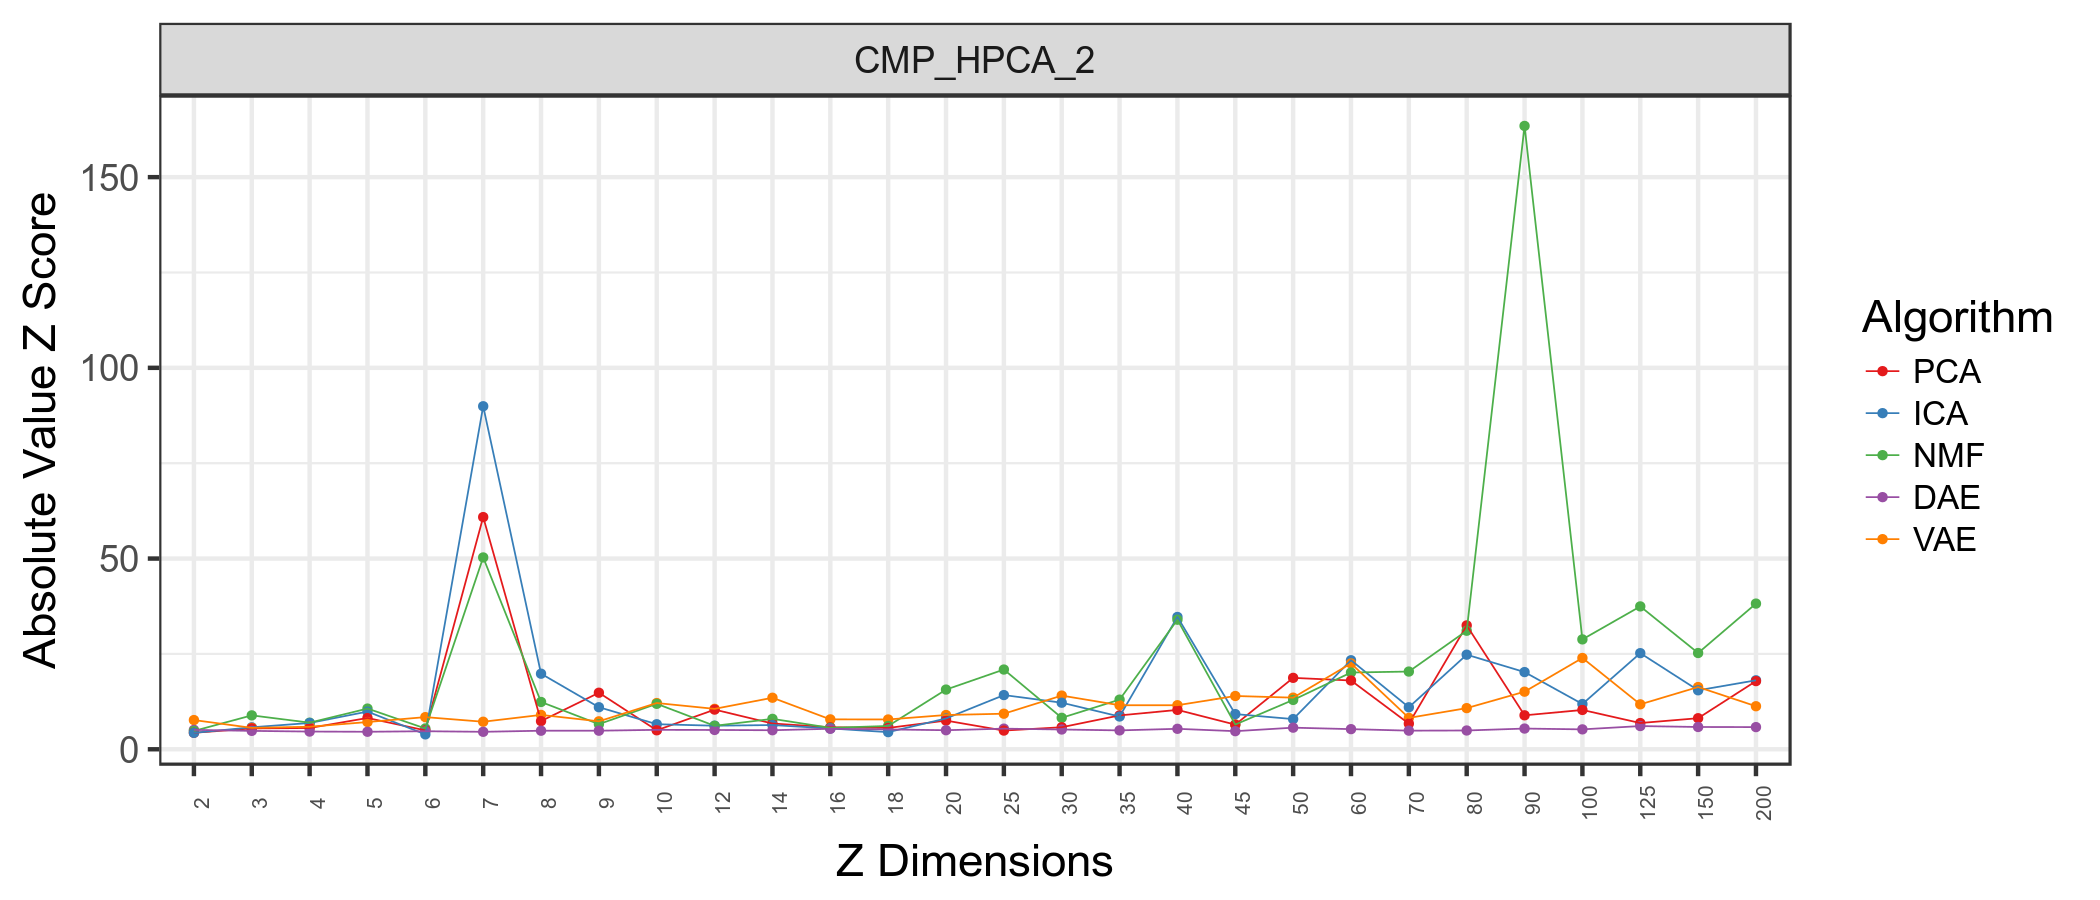 CMP_HPCA_2
Absolute Value Z Score
150
100
50
0
2 3 4 5 6 7 8 9 10 12 14 16 18 20 25 30 35 40 45 50 60 70 80 90 100 125 150 200
Z Dimensions
Algorithm
PCA
ICA
NMF
DAE
VAE